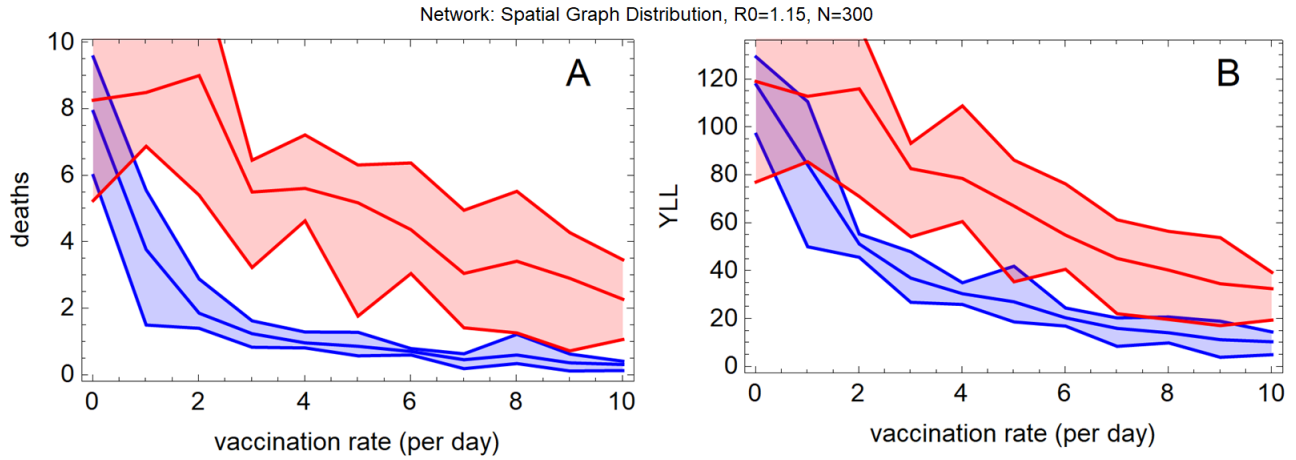 Network: Spatial Graph Distribution, R0=1.15, N=300
A
deaths
10
8
6
4
2
0
0 2 4 6 8 10
vaccination rate (per day)
B
YLL
120
100
80
60
40
20
0
0 2 4 6 8 10
vaccination rate (per day)